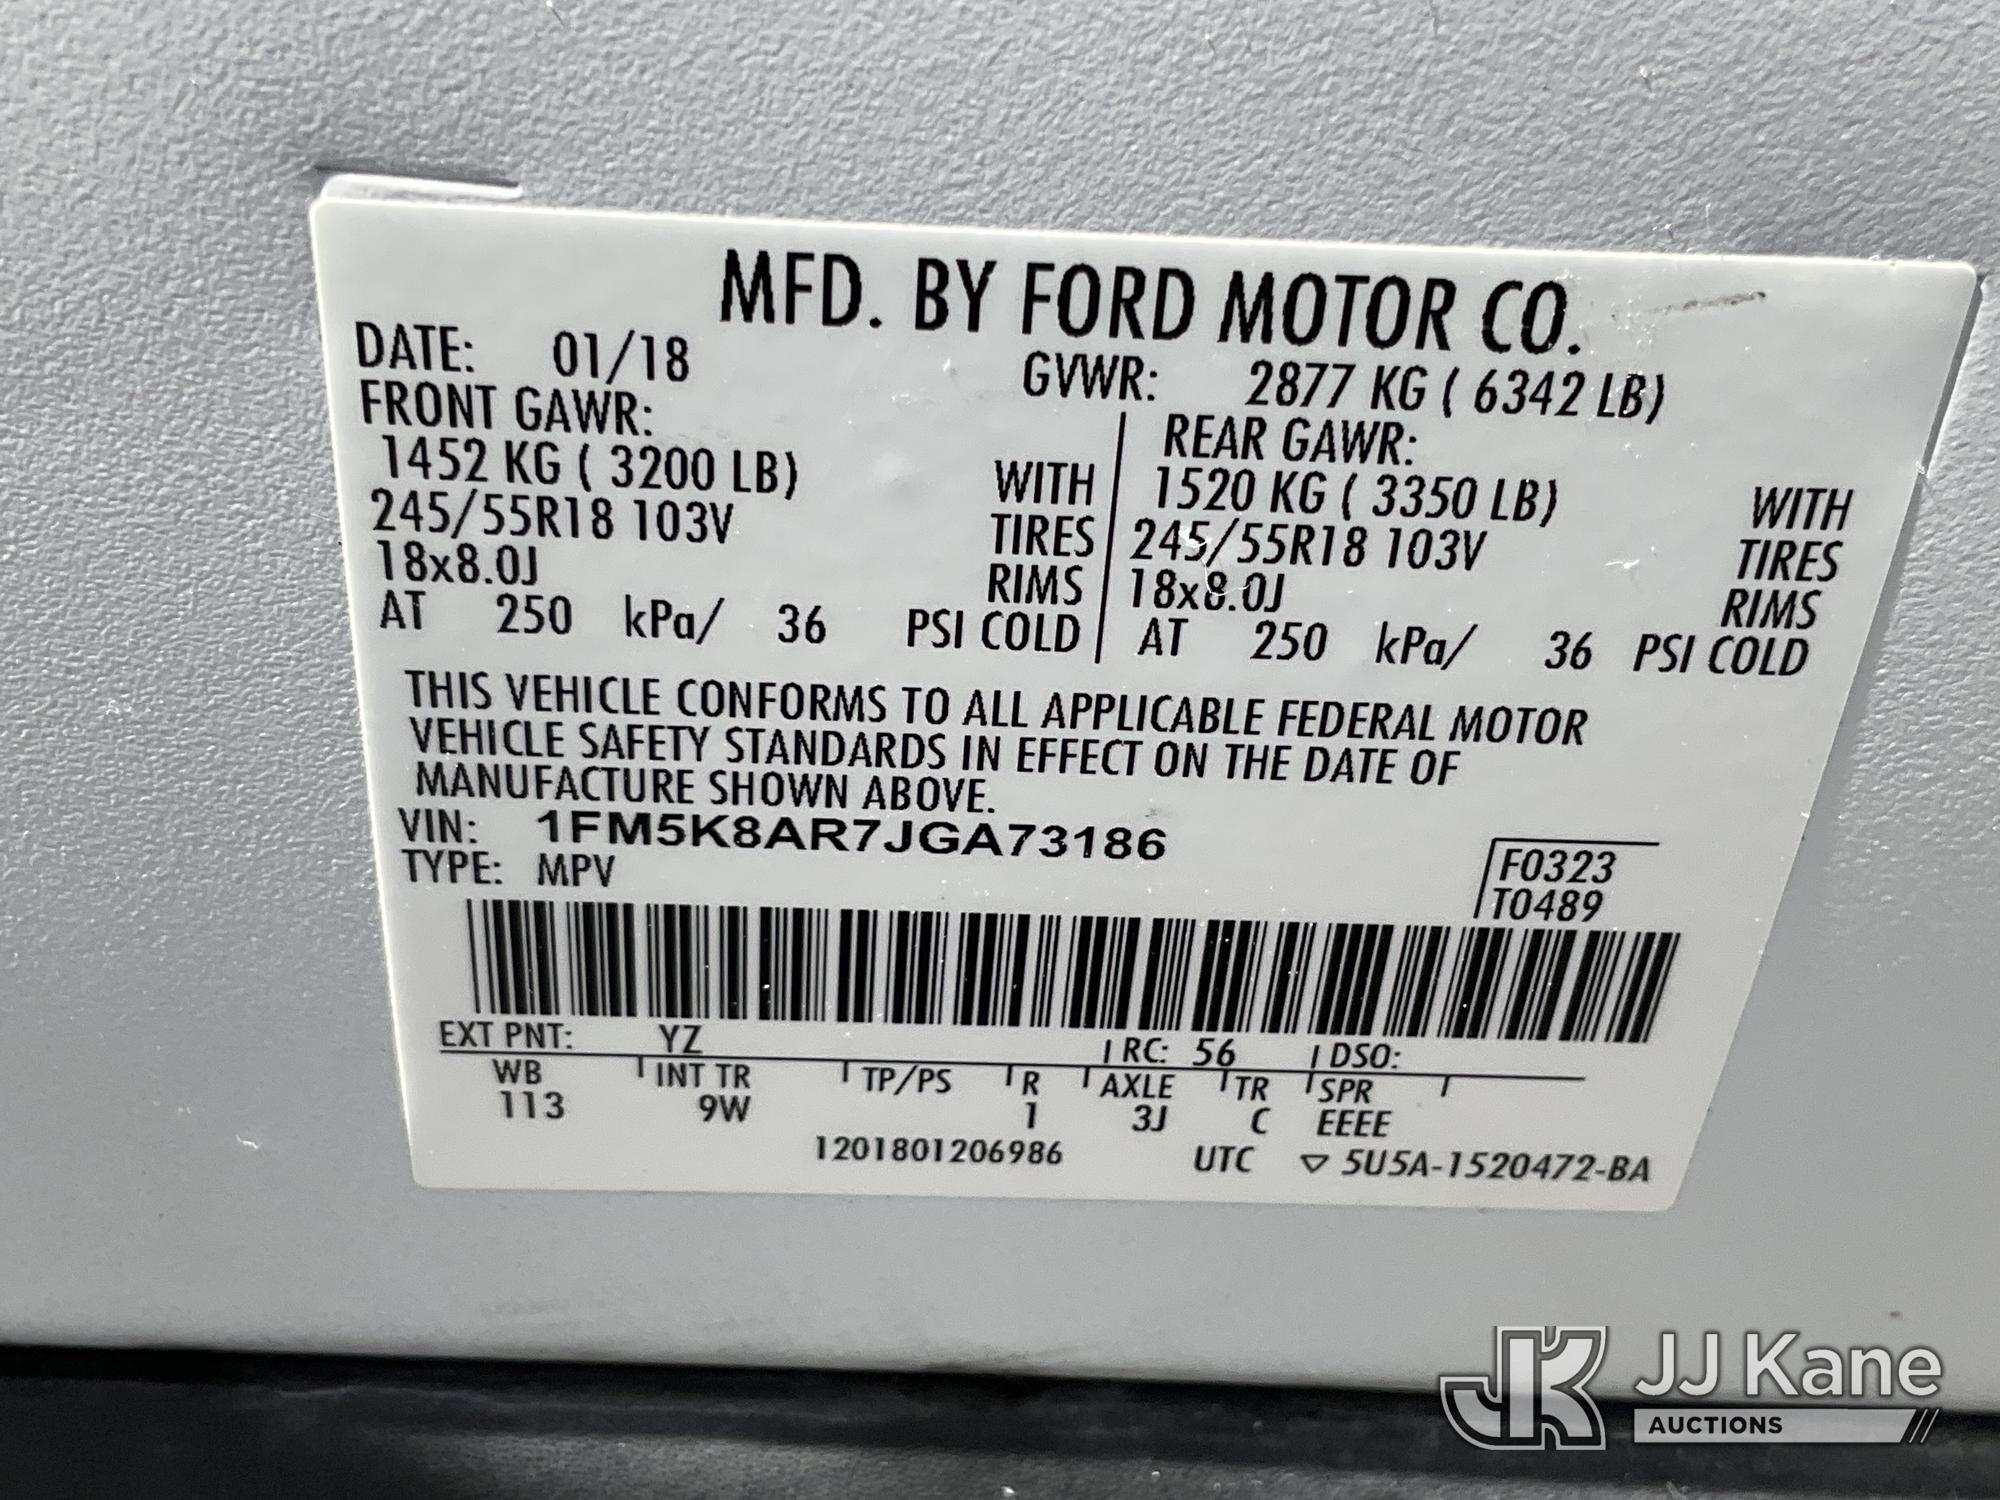 MFD. BY FORD MOTOR CO.
DATE: 01/18 GVWR: 2877 KG ( 6342 LB)
FRONT GAWR: REAR GAWR:
1452 KG ( 3200 LB) WITH 1520 KG ( 3350 LB) WITH
245/55R18 103V TIRES 245/55R18 103V TIRES
18x8.0J RIMS 18x8.0J RIMS
AT 250 kPa/ 36 PSI COLD AT 250 kPa/ 36 PSI COLD
THIS VEHICLE CONFORMS TO ALL APPLICABLE FEDERAL MOTOR
VEHICLE SAFETY STANDARDS IN EFFECT ON THE DATE OF
MANUFACTURE SHOWN ABOVE.
VIN: 1FM5K8AR7JGA73186
TYPE: MPV
F0323
T0489
EXT PNT: YZ RC: 56 DSO:
WB INT TR TP/PS R AXLE TR SPR
113 9W 1 3J C EEEE
1201801206986 UTC ▽ 5U5A-1520472-BA
JK JJ Kane
AUCTIONS